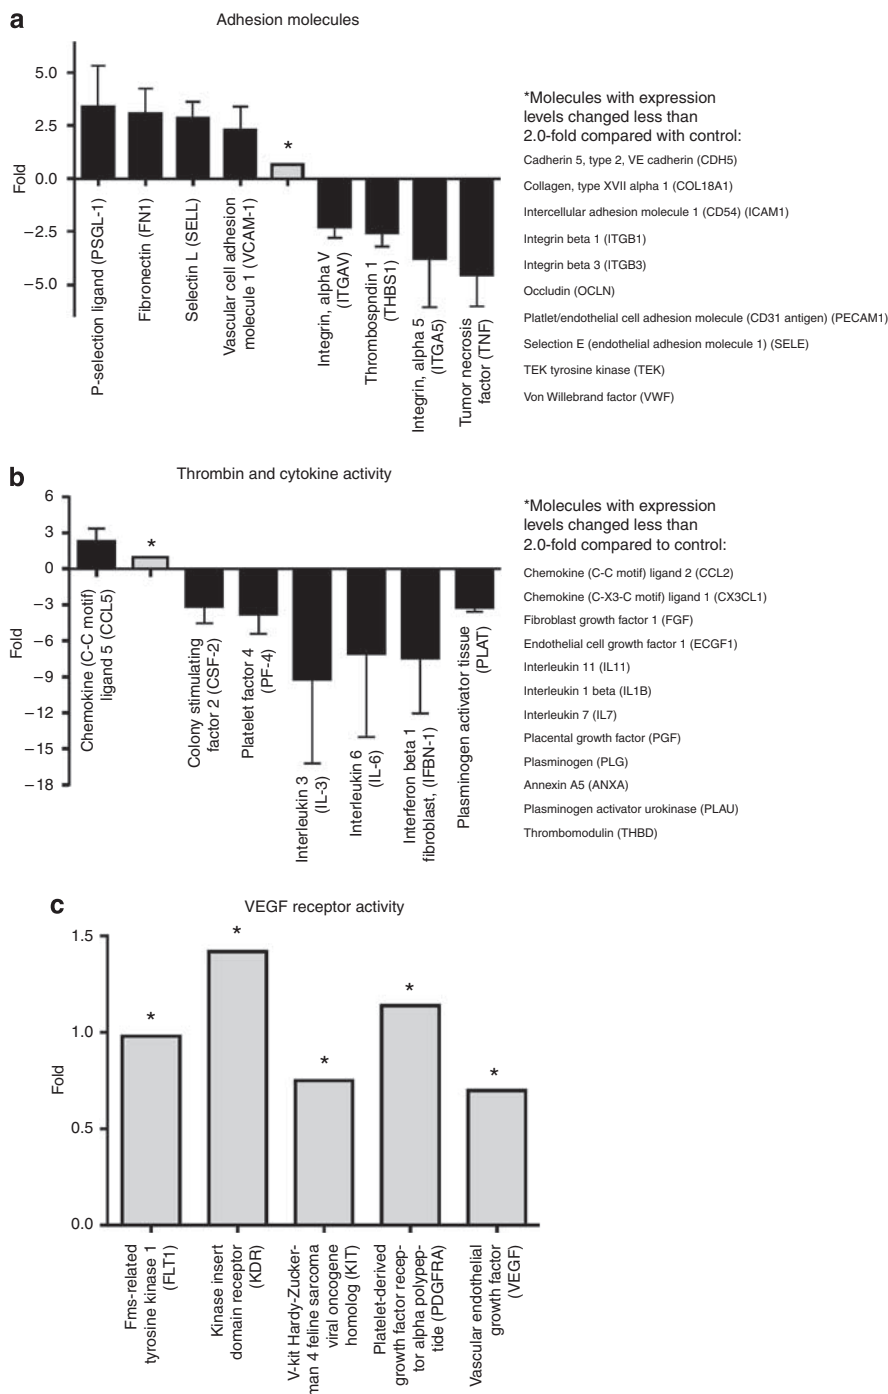 a
Adhesion molecules
5.0
2.5
0.0
−2.5
−5.0
Fold
*
P-selection ligand (PSGL-1)
Fibronectin (FN1)
Selectin L (SELL)
Vascular cell adhesion
molecule 1 (VCAM-1)
Integrin, alpha V
(ITGAV)
Thrombospndin 1
(THBS1)
Integrin, alpha 5
(ITGA5)
Tumor necrosis
factor (TNF)
*Molecules with expression
levels changed less than
2.0-fold compared with control:
Cadherin 5, type 2, VE cadherin (CDH5)
Collagen, type XVII alpha 1 (COL18A1)
Intercellular adhesion molecule 1 (CD54) (ICAM1)
Integrin beta 1 (ITGB1)
Integrin beta 3 (ITGB3)
Occludin (OCLN)
Platlet/endothelial cell adhesion molecule (CD31 antigen) (PECAM1)
Selection E (endothelial adhesion molecule 1) (SELE)
TEK tyrosine kinase (TEK)
Von Willebrand factor (VWF)
b
Thrombin and cytokine activity
6
3
0
−3
−6
−9
−12
−15
−18
Fold
*
Chemokine (C-C motif)
ligand 5 (CCL5)
Colony stimulating
factor 2 (CSF-2)
Platelet factor 4
(PF-4)
Interleukin 3
(IL-3)
Interleukin 6
(IL-6)
Interferon beta 1
fibroblast, (IFBN-1)
Plasminogen activator tissue
(PLAT)
*Molecules with expression
levels changed less than
2.0-fold compared to control:
Chemokine (C-C motif) ligand 2 (CCL2)
Chemokine (C-X3-C motif) ligand 1 (CX3CL1)
Fibroblast growth factor 1 (FGF)
Endothelial cell growth factor 1 (ECGF1)
Interleukin 11 (IL11)
Interleukin 1 beta (IL1B)
Interleukin 7 (IL7)
Placental growth factor (PGF)
Plasminogen (PLG)
Annexin A5 (ANXA)
Plasminogen activator urokinase (PLAU)
Thrombomodulin (THBD)
c
VEGF receptor activity
1.5
1.0
0.5
0.0
Fold
*
*
*
*
*
Fms-related
tyrosine kinase 1
(FLT1)
Kinase insert
domain receptor
(KDR)
V-kit Hardy-Zucker-
man 4 feline sarcoma
viral oncogene
homolog (KIT)
Platelet-derived
growth factor recep-
tor alpha polypep-
tide (PDGFRA)
Vascular endothelial
growth factor
(VEGF)